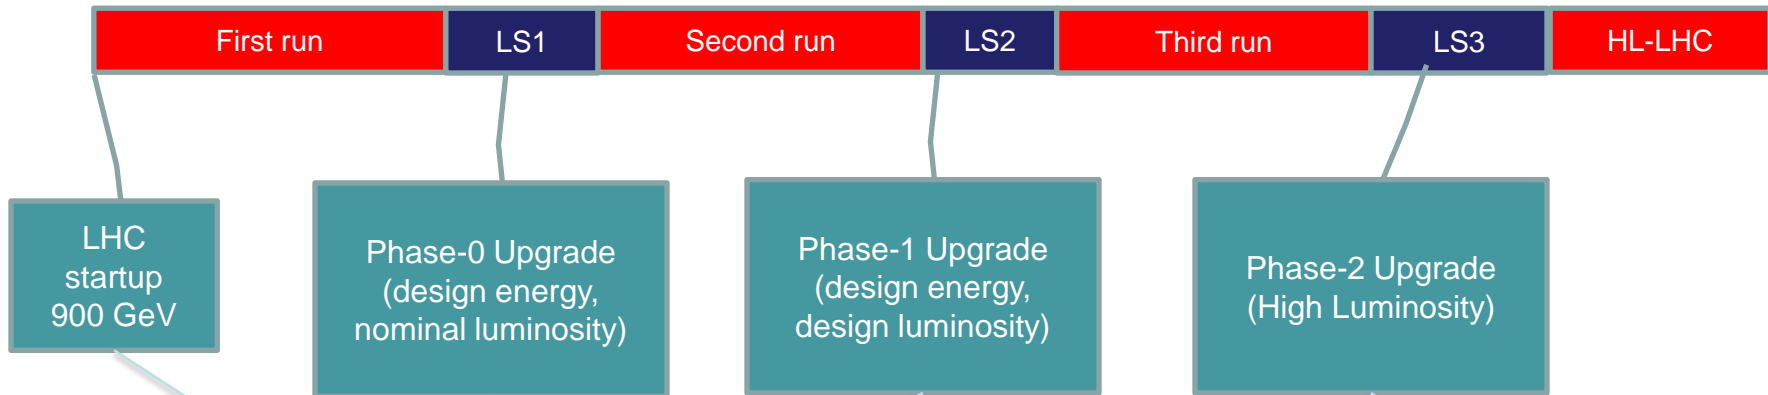 First run LS1 Second run LS2 Third run LS3 HL-LHC
LHC
startup
900 GeV
Phase-0 Upgrade
(design energy,
nominal luminosity)
Phase-1 Upgrade
(design energy,
design luminosity)
Phase-2 Upgrade
(High Luminosity)